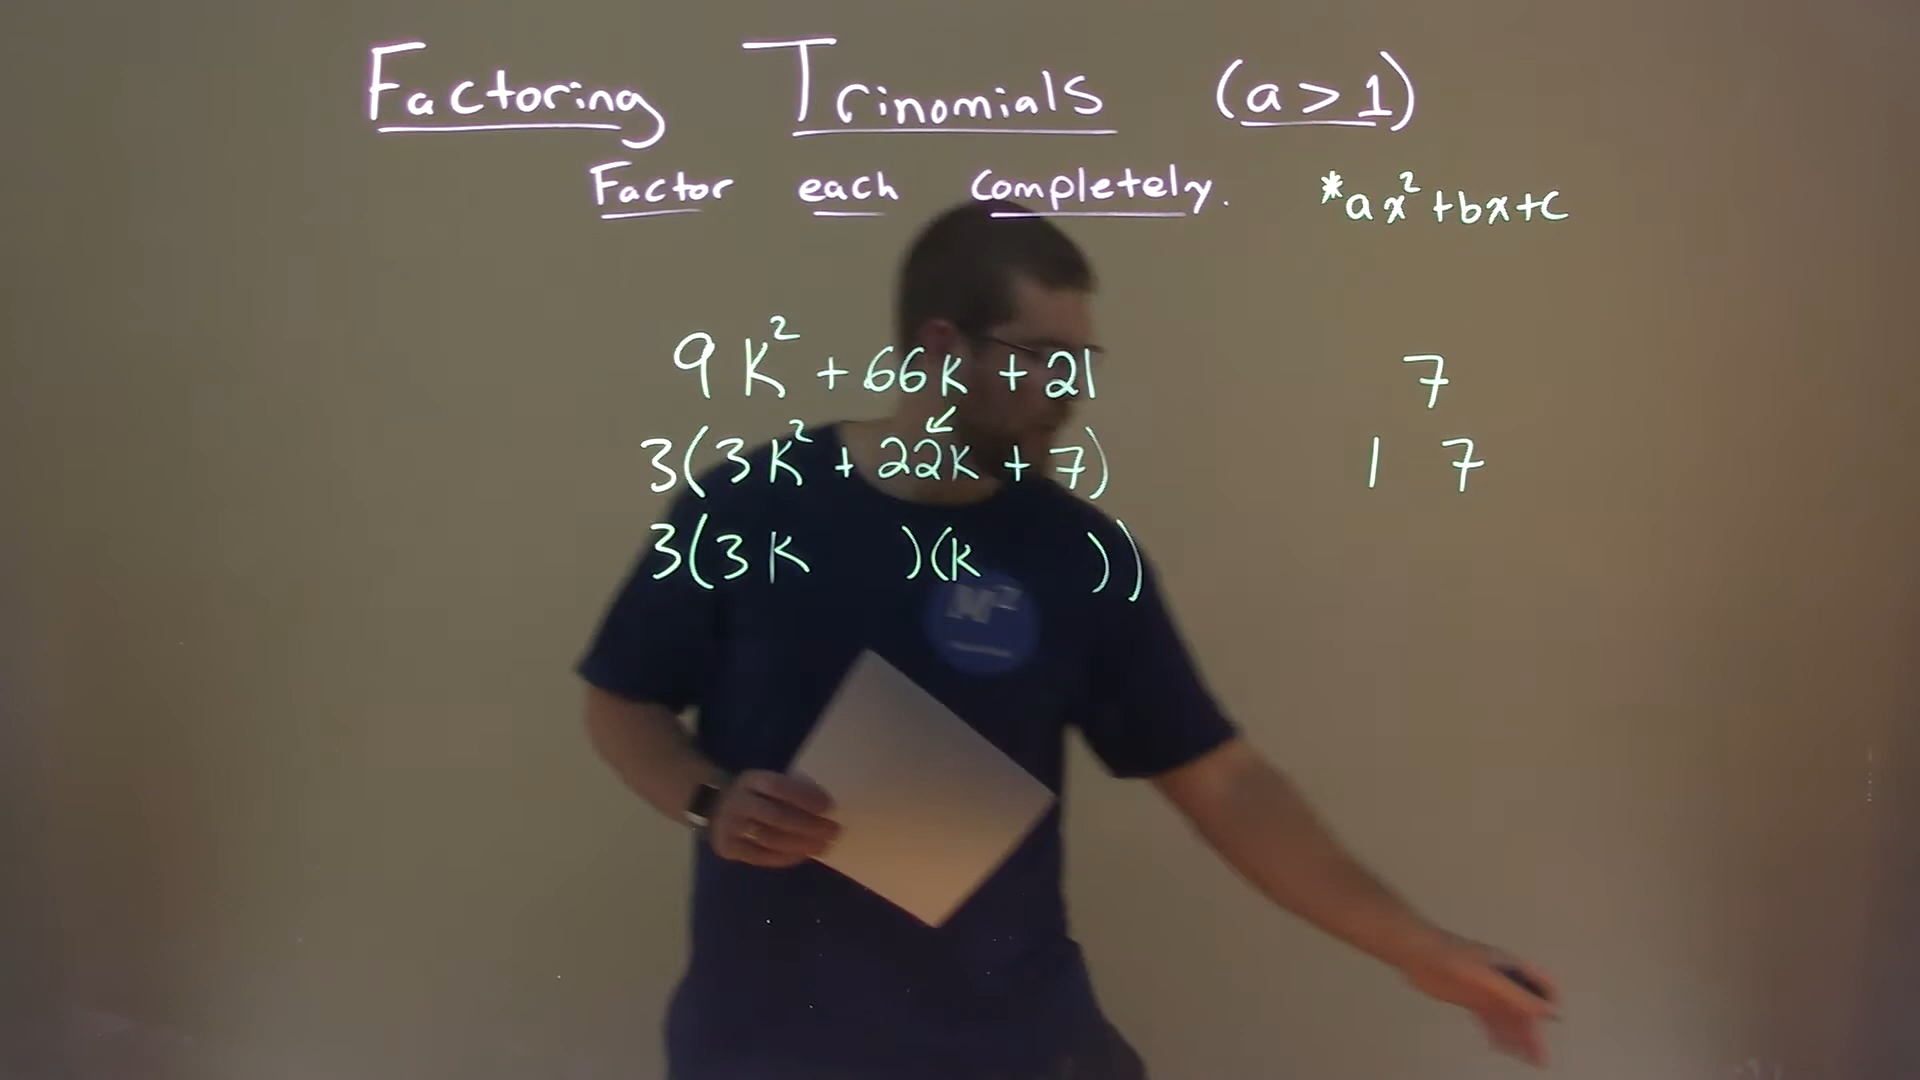 Factoring Trinomials (a > 1)
Factor each completely. *ax² + bx + c
9k² + 66k + 21 7
↙
3(3k² + 22k + 7) 1 7
3(3k )(k ))
M²